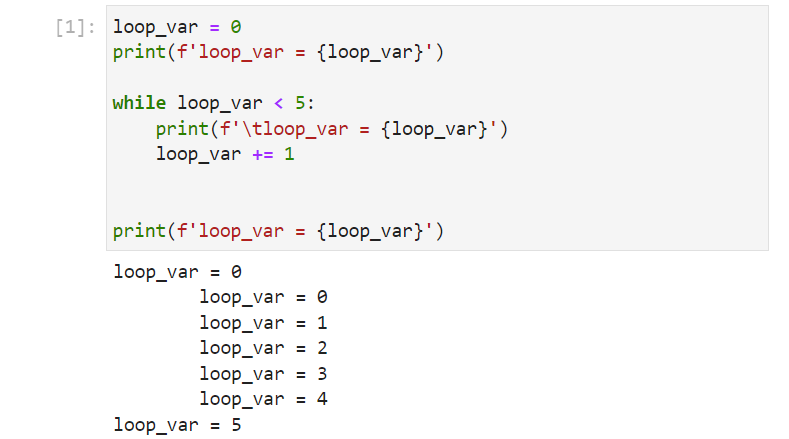 [1]: loop_var = 0
print(f'loop_var = {loop_var}')
while loop_var < 5:
    print(f'\tloop_var = {loop_var}')
    loop_var += 1
print(f'loop_var = {loop_var}')
loop_var = 0
        loop_var = 0
        loop_var = 1
        loop_var = 2
        loop_var = 3
        loop_var = 4
loop_var = 5